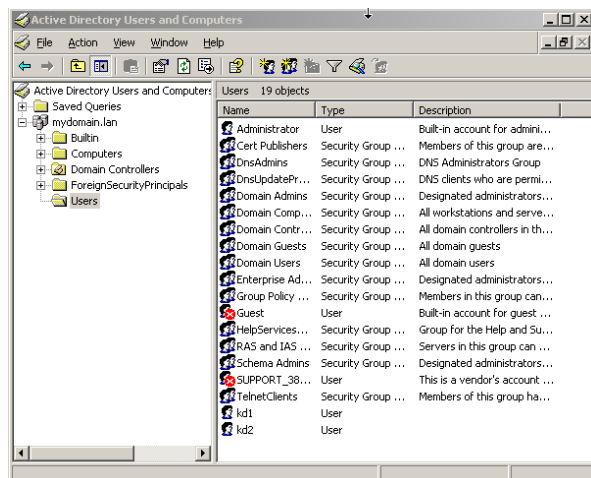 Active Directory Users and Computers
File Action View Window Help
Active Directory Users and Computers
Saved Queries
mydomain.lan
Builtin
Computers
Domain Controllers
ForeignSecurityPrincipals
Users
Users 19 objects
Name Type Description
Administrator User Built-in account for admini...
Cert Publishers Security Group ... Members of this group are...
DnsAdmins Security Group ... DNS Administrators Group
DnsUpdatePr... Security Group ... DNS clients who are permi...
Domain Admins Security Group ... Designated administrators...
Domain Comp... Security Group ... All workstations and serve...
Domain Contr... Security Group ... All domain controllers in th...
Domain Guests Security Group ... All domain guests
Domain Users Security Group ... All domain users
Enterprise Ad... Security Group ... Designated administrators...
Group Policy ... Security Group ... Members in this group can...
Guest User Built-in account for guest ...
HelpServices... Security Group ... Group for the Help and Su...
RAS and IAS ... Security Group ... Servers in this group can ...
Schema Admins Security Group ... Designated administrators...
SUPPORT_38... User This is a vendor's account ...
TelnetClients Security Group ... Members of this group ha...
kd1 User
kd2 User